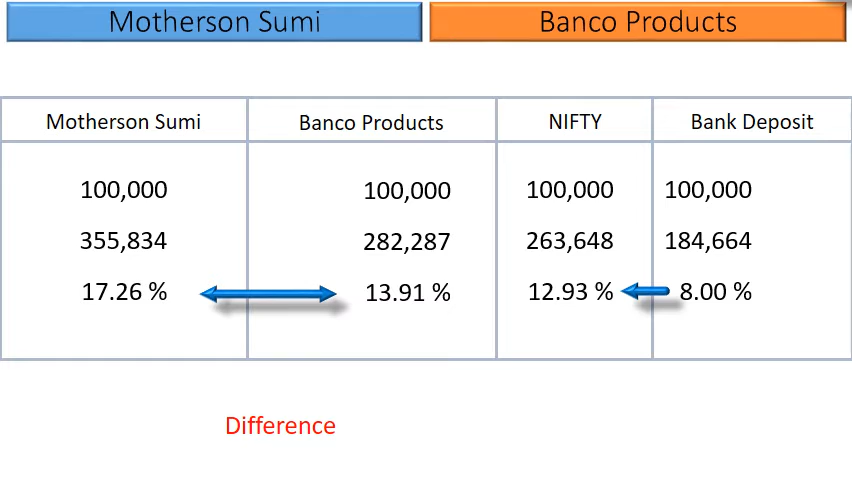 Motherson Sumi Banco Products
Motherson Sumi Banco Products NIFTY Bank Deposit
100,000 100,000 100,000 100,000
355,834 282,287 263,648 184,664
17.26 % 13.91 % 12.93 % 8.00 %
Difference